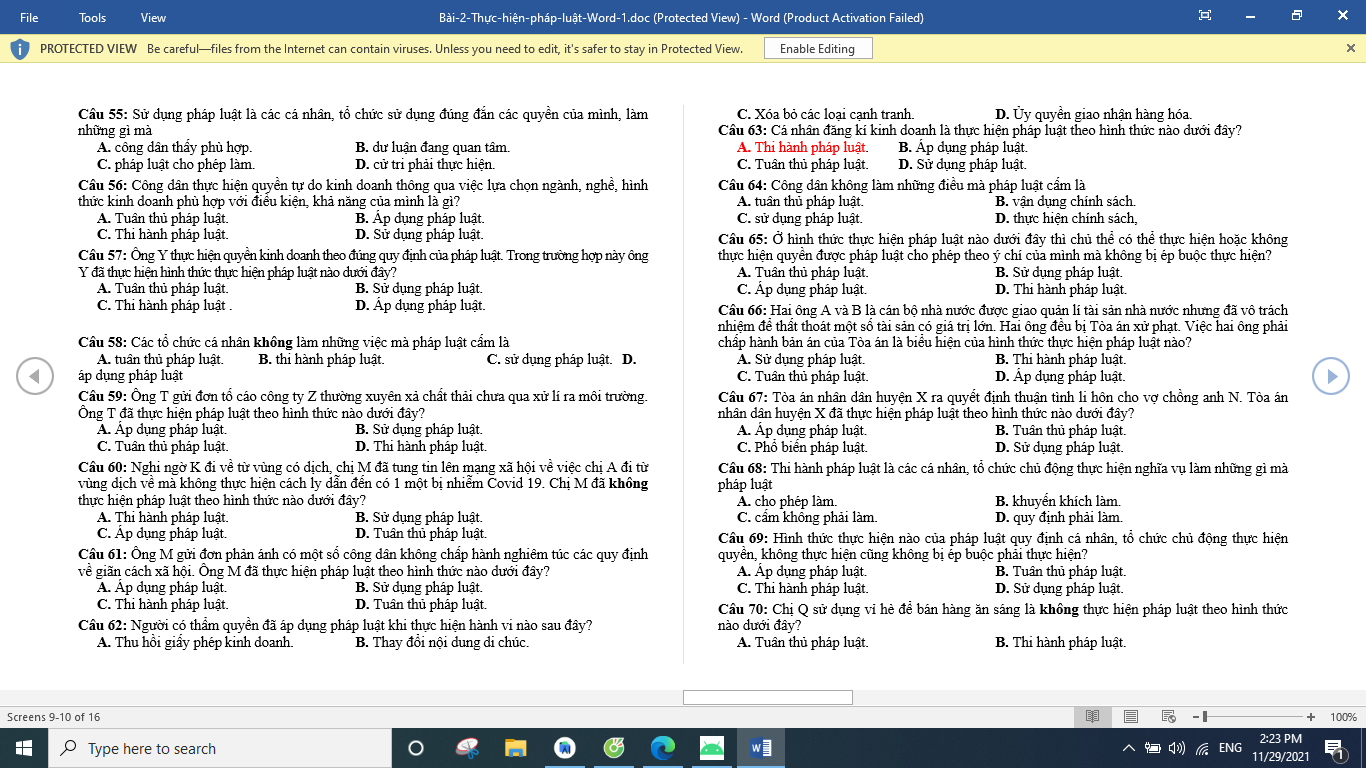 File Tools View Bài-2-Thực-hiện-pháp-luật-Word-1.doc (Protected View) - Word (Product Activation Failed)
PROTECTED VIEW Be careful—files from the Internet can contain viruses. Unless you need to edit, it's safer to stay in Protected View. Enable Editing
Câu 55: Sử dụng pháp luật là các cá nhân, tổ chức sử dụng đúng đắn các quyền của mình, làm
những gì mà
A. công dân thấy phù hợp. B. dư luận đang quan tâm.
C. pháp luật cho phép làm. D. cử tri phải thực hiện.
Câu 56: Công dân thực hiện quyền tự do kinh doanh thông qua việc lựa chọn ngành, nghề, hình
thức kinh doanh phù hợp với điều kiện, khả năng của mình là gì?
A. Tuân thủ pháp luật. B. Áp dụng pháp luật.
C. Thi hành pháp luật. D. Sử dụng pháp luật.
Câu 57: Ông Y thực hiện quyền kinh doanh theo đúng quy định của pháp luật. Trong trường hợp này ông
Y đã thực hiện hình thức thực hiện pháp luật nào dưới đây?
A. Tuân thủ pháp luật. B. Sử dụng pháp luật.
C. Thi hành pháp luật . D. Áp dụng pháp luật.
Câu 58: Các tổ chức cá nhân không làm những việc mà pháp luật cấm là
A. tuân thủ pháp luật. B. thi hành pháp luật. C. sử dụng pháp luật. D.
áp dụng pháp luật
Câu 59: Ông T gửi đơn tố cáo công ty Z thường xuyên xả chất thải chưa qua xử lí ra môi trường.
Ông T đã thực hiện pháp luật theo hình thức nào dưới đây?
A. Áp dụng pháp luật. B. Sử dụng pháp luật.
C. Tuân thủ pháp luật. D. Thi hành pháp luật.
Câu 60: Nghi ngờ K đi về từ vùng có dịch, chị M đã tung tin lên mạng xã hội về việc chị A đi từ
vùng dịch về mà không thực hiện cách ly dẫn đến có 1 một bị nhiễm Covid 19. Chị M đã không
thực hiện pháp luật theo hình thức nào dưới đây?
A. Thi hành pháp luật. B. Sử dụng pháp luật.
C. Áp dụng pháp luật. D. Tuân thủ pháp luật.
Câu 61: Ông M gửi đơn phản ánh có một số công dân không chấp hành nghiêm túc các quy định
về giãn cách xã hội. Ông M đã thực hiện pháp luật theo hình thức nào dưới đây?
A. Áp dụng pháp luật. B. Sử dụng pháp luật.
C. Thi hành pháp luật. D. Tuân thủ pháp luật.
Câu 62: Người có thẩm quyền đã áp dụng pháp luật khi thực hiện hành vi nào sau đây?
A. Thu hồi giấy phép kinh doanh. B. Thay đổi nội dung di chúc.
C. Xóa bỏ các loại cạnh tranh. D. Ủy quyền giao nhận hàng hóa.
Câu 63: Cá nhân đăng kí kinh doanh là thực hiện pháp luật theo hình thức nào dưới đây?
A. Thi hành pháp luật. B. Áp dụng pháp luật.
C. Tuân thủ pháp luật. D. Sử dụng pháp luật.
Câu 64: Công dân không làm những điều mà pháp luật cấm là
A. tuân thủ pháp luật. B. vận dụng chính sách.
C. sử dụng pháp luật. D. thực hiện chính sách,
Câu 65: Ở hình thức thực hiện pháp luật nào dưới đây thì chủ thể có thể thực hiện hoặc không
thực hiện quyền được pháp luật cho phép theo ý chí của mình mà không bị ép buộc thực hiện?
A. Tuân thủ pháp luật. B. Sử dụng pháp luật.
C. Áp dụng pháp luật. D. Thi hành pháp luật.
Câu 66: Hai ông A và B là cán bộ nhà nước được giao quản lí tài sản nhà nước nhưng đã vô trách
nhiệm để thất thoát một số tài sản có giá trị lớn. Hai ông đều bị Tòa án xử phạt. Việc hai ông phải
chấp hành bản án của Tòa án là biểu hiện của hình thức thực hiện pháp luật nào?
A. Sử dụng pháp luật. B. Thi hành pháp luật.
C. Tuân thủ pháp luật. D. Áp dụng pháp luật.
Câu 67: Tòa án nhân dân huyện X ra quyết định thuận tình li hôn cho vợ chồng anh N. Tòa án
nhân dân huyện X đã thực hiện pháp luật theo hình thức nào dưới đây?
A. Áp dụng pháp luật. B. Tuân thủ pháp luật.
C. Phổ biến pháp luật. D. Sử dụng pháp luật.
Câu 68: Thi hành pháp luật là các cá nhân, tổ chức chủ động thực hiện nghĩa vụ làm những gì mà
pháp luật
A. cho phép làm. B. khuyến khích làm.
C. cấm không phải làm. D. quy định phải làm.
Câu 69: Hình thức thực hiện nào của pháp luật quy định cá nhân, tổ chức chủ động thực hiện
quyền, không thực hiện cũng không bị ép buộc phải thực hiện?
A. Áp dụng pháp luật. B. Tuân thủ pháp luật.
C. Thi hành pháp luật. D. Sử dụng pháp luật.
Câu 70: Chị Q sử dụng vỉ hè để bán hàng ăn sáng là không thực hiện pháp luật theo hình thức
nào dưới đây?
A. Tuân thủ pháp luật. B. Thi hành pháp luật.
Screens 9-10 of 16 100%
Type here to search ENG 2:23 PM
11/29/2021 1